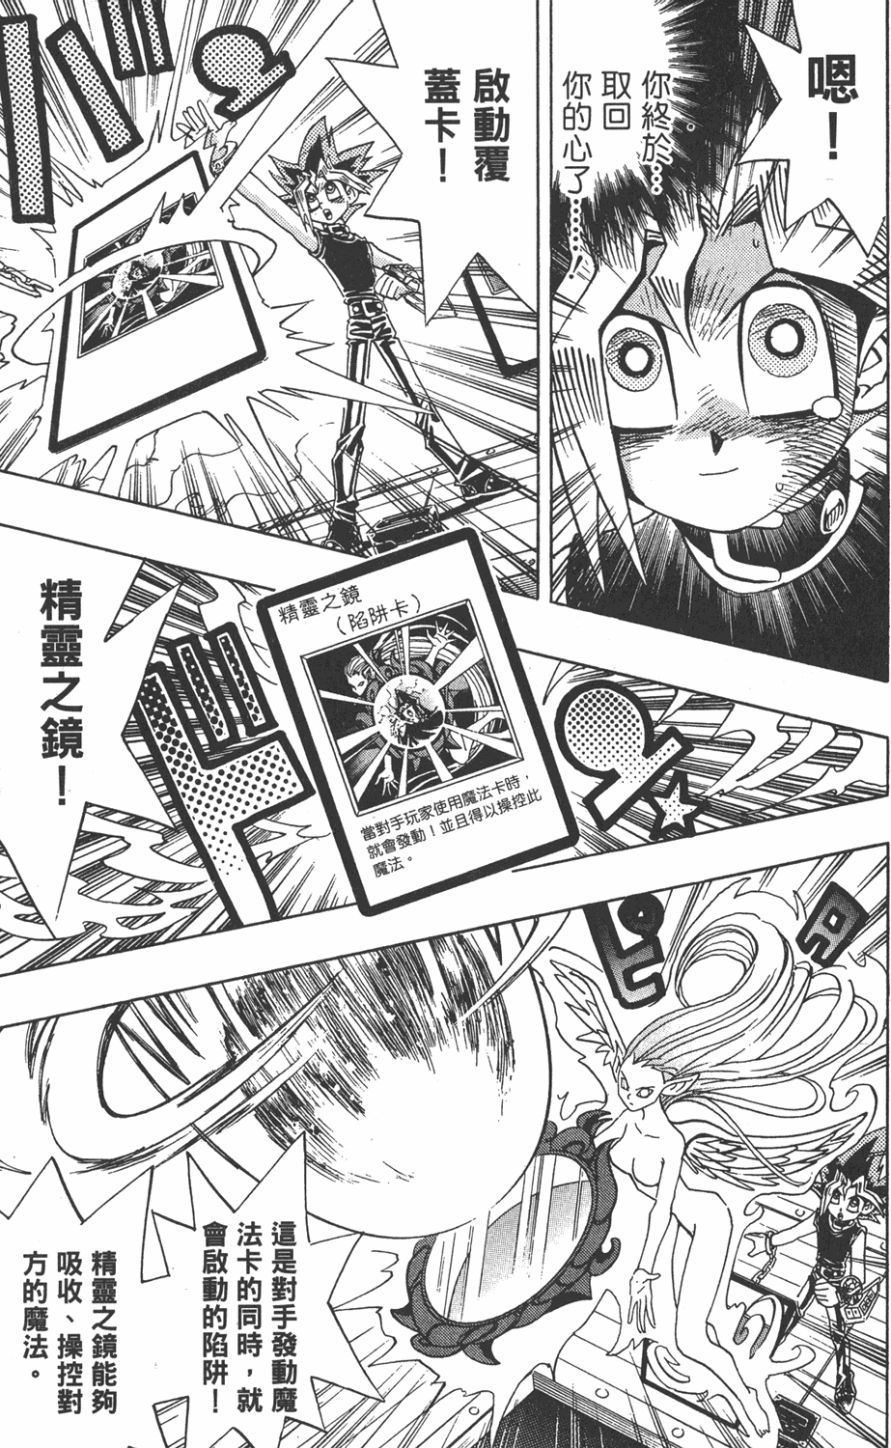 嗯！
你終於…
取回
你的心了……！
啟動覆
蓋卡！
精靈之鏡
（陷阱卡）
當對手玩家使用魔法卡時，
就會發動！並且得以操控此
魔法。
精靈之鏡！
這是對手發動魔
法卡的同時，就
會啟動的陷阱！
精靈之鏡能夠
吸收、操控對
方的魔法。